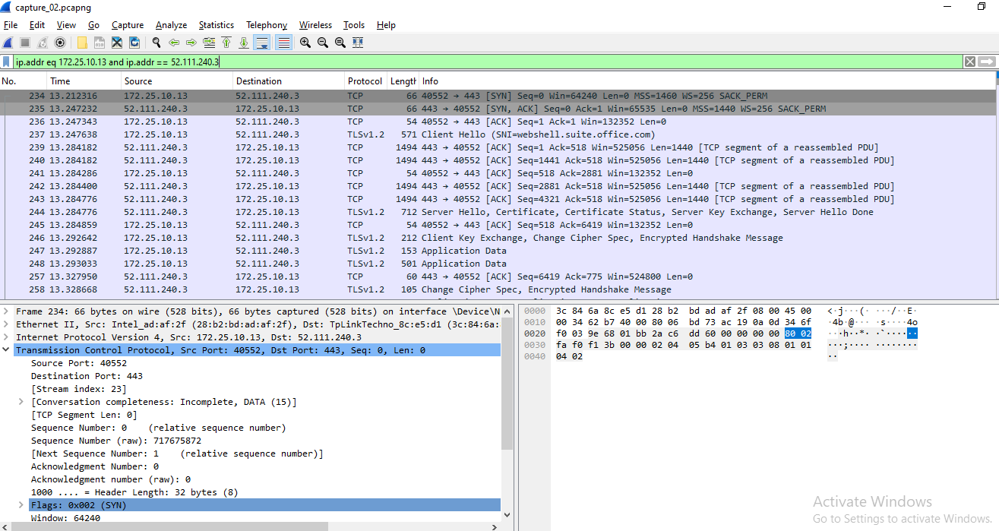 capture_02.pcapng
File Edit View Go Capture Analyze Statistics Telephony Wireless Tools Help
ip.addr eq 172.25.10.13 and ip.addr == 52.111.240.3
No. Time Source Destination Protocol Length Info
234 13.212316 172.25.10.13 52.111.240.3 TCP 66 40552 → 443 [SYN] Seq=0 Win=64240 Len=0 MSS=1460 WS=256 SACK_PERM
235 13.247232 52.111.240.3 172.25.10.13 TCP 66 443 → 40552 [SYN, ACK] Seq=0 Ack=1 Win=65535 Len=0 MSS=1440 WS=256 SACK_PERM
236 13.247343 172.25.10.13 52.111.240.3 TCP 54 40552 → 443 [ACK] Seq=1 Ack=1 Win=132352 Len=0
237 13.247638 172.25.10.13 52.111.240.3 TLSv1.2 571 Client Hello (SNI=webshell.suite.office.com)
239 13.284182 52.111.240.3 172.25.10.13 TCP 1494 443 → 40552 [ACK] Seq=1 Ack=518 Win=525056 Len=1440 [TCP segment of a reassembled PDU]
240 13.284182 52.111.240.3 172.25.10.13 TCP 1494 443 → 40552 [ACK] Seq=1441 Ack=518 Win=525056 Len=1440 [TCP segment of a reassembled PDU]
241 13.284286 172.25.10.13 52.111.240.3 TCP 54 40552 → 443 [ACK] Seq=518 Ack=2881 Win=132352 Len=0
242 13.284400 52.111.240.3 172.25.10.13 TCP 1494 443 → 40552 [ACK] Seq=2881 Ack=518 Win=525056 Len=1440 [TCP segment of a reassembled PDU]
243 13.284776 52.111.240.3 172.25.10.13 TCP 1494 443 → 40552 [ACK] Seq=4321 Ack=518 Win=525056 Len=1440 [TCP segment of a reassembled PDU]
244 13.284776 52.111.240.3 172.25.10.13 TLSv1.2 712 Server Hello, Certificate, Certificate Status, Server Key Exchange, Server Hello Done
245 13.284859 172.25.10.13 52.111.240.3 TCP 54 40552 → 443 [ACK] Seq=518 Ack=6419 Win=132352 Len=0
246 13.292642 172.25.10.13 52.111.240.3 TLSv1.2 212 Client Key Exchange, Change Cipher Spec, Encrypted Handshake Message
247 13.292887 172.25.10.13 52.111.240.3 TLSv1.2 153 Application Data
248 13.293033 172.25.10.13 52.111.240.3 TLSv1.2 501 Application Data
257 13.327950 52.111.240.3 172.25.10.13 TCP 60 443 → 40552 [ACK] Seq=6419 Ack=775 Win=524800 Len=0
258 13.328668 52.111.240.3 172.25.10.13 TLSv1.2 105 Change Cipher Spec, Encrypted Handshake Message
Frame 234: 66 bytes on wire (528 bits), 66 bytes captured (528 bits) on interface \Device\N
Ethernet II, Src: Intel_ad:af:2f (28:b2:bd:ad:af:2f), Dst: TpLinkTechno_8c:e5:d1 (3c:84:6a:
Internet Protocol Version 4, Src: 172.25.10.13, Dst: 52.111.240.3
Transmission Control Protocol, Src Port: 40552, Dst Port: 443, Seq: 0, Len: 0
Source Port: 40552
Destination Port: 443
[Stream index: 23]
[Conversation completeness: Incomplete, DATA (15)]
[TCP Segment Len: 0]
Sequence Number: 0 (relative sequence number)
Sequence Number (raw): 717675872
[Next Sequence Number: 1 (relative sequence number)]
Acknowledgment Number: 0
Acknowledgment number (raw): 0
1000 .... = Header Length: 32 bytes (8)
Flags: 0x002 (SYN)
Window: 64240
0000 3c 84 6a 8c e5 d1 28 b2 bd ad af 2f 08 00 45 00 <·j···(· ···/··E·
0010 00 34 62 b7 40 00 80 06 bd 73 ac 19 0a 0d 34 6f ·4b·@··· ·s····4o
0020 f0 03 9e 68 01 bb 2a c6 dd 60 00 00 00 00 80 02 ···h··*· ·`······
0030 fa f0 f1 3b 00 00 02 04 05 b4 01 03 03 08 01 01 ···;···· ········
0040 04 02 ··
Activate Windows
Go to Settings to activate Windows.